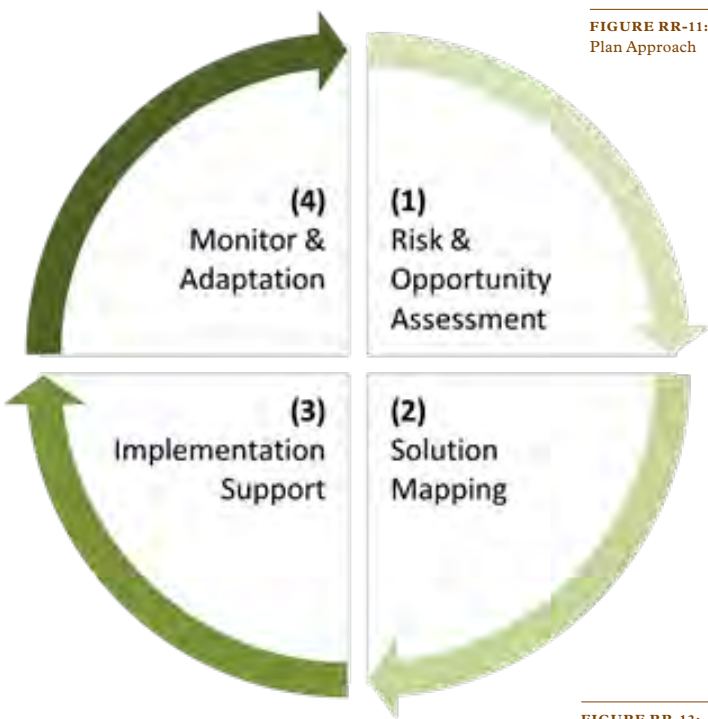 FIGURE RR-11:
Plan Approach
(4)
Monitor &
Adaptation
(1)
Risk &
Opportunity
Assessment
(3)
Implementation
Support
(2)
Solution
Mapping